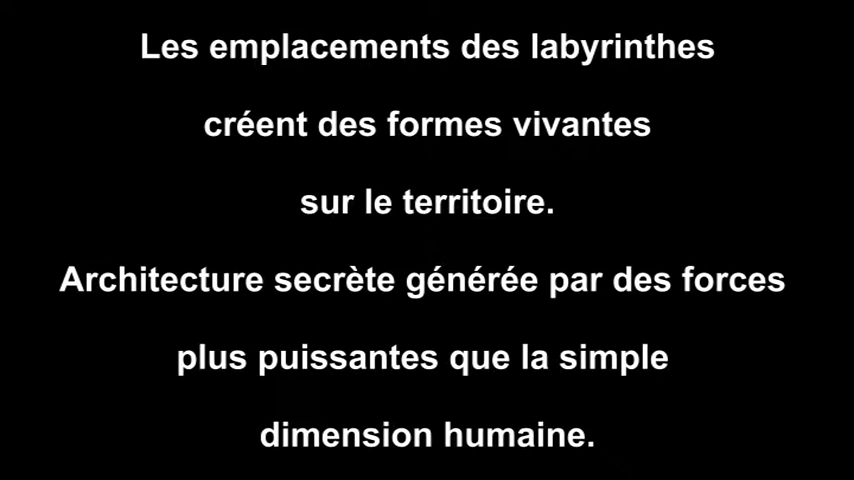 Les emplacements des labyrinthes
créent des formes vivantes
sur le territoire.
Architecture secrète générée par des forces
plus puissantes que la simple
dimension humaine.